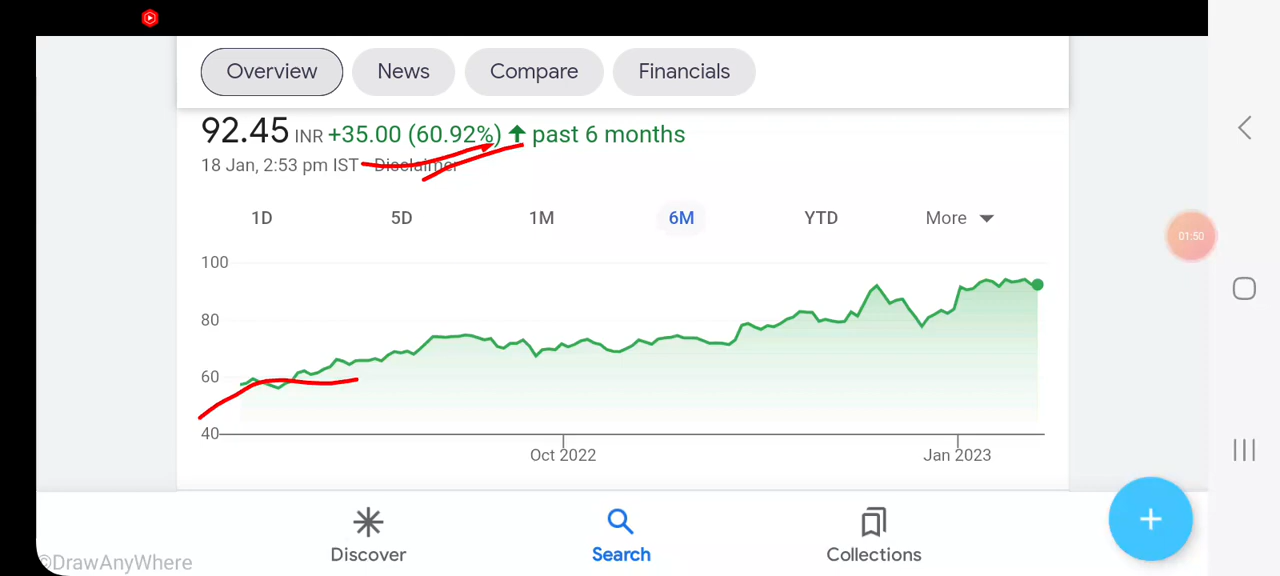 Overview News Compare Financials
92.45 INR +35.00 (60.92%) ↑ past 6 months
18 Jan, 2:53 pm IST - Disclaimer
1D 5D 1M 6M YTD More
01:50
100
80
60
40
Oct 2022 Jan 2023
Discover Search Collections
©DrawAnyWhere